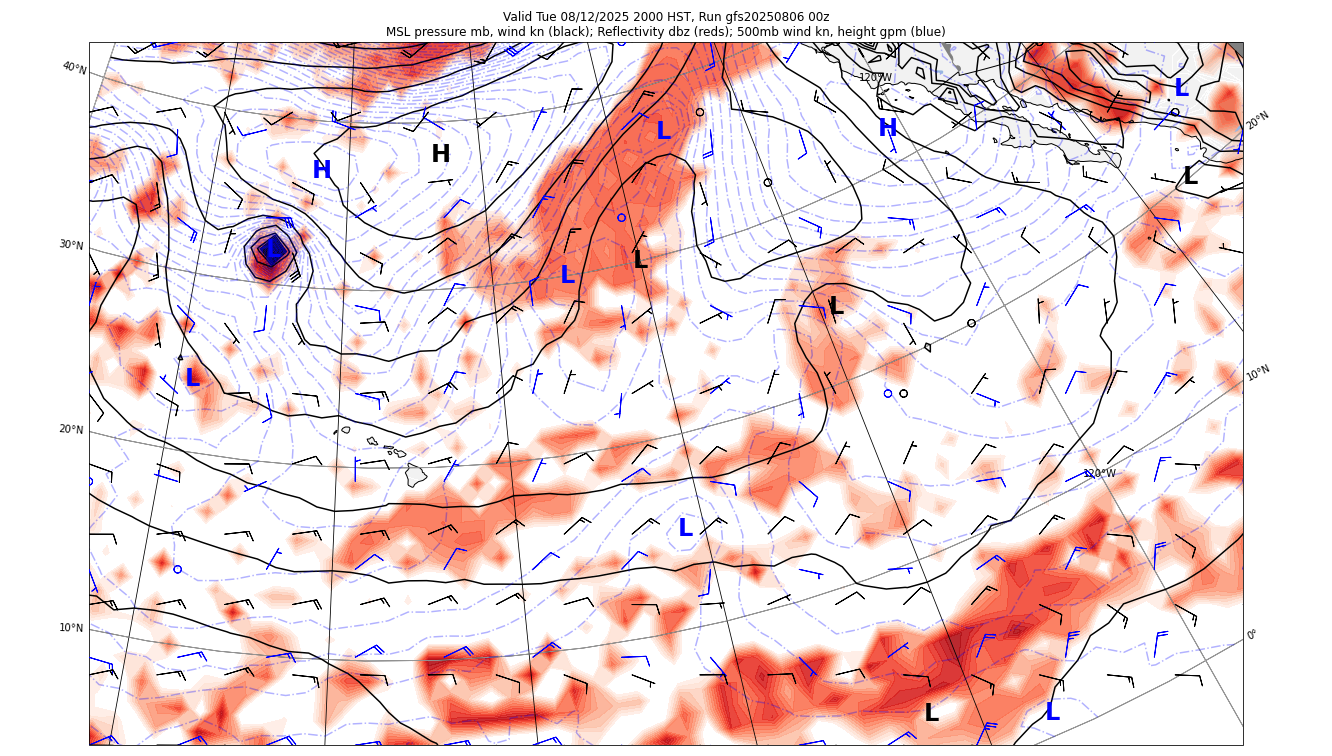 Valid Tue 08/12/2025 2000 HST, Run gfs20250806 00z
MSL pressure mb, wind kn (black); Reflectivity dbz (reds); 500mb wind kn, height gpm (blue)
40°N
120°W
L
20°N
H
L
H
H
L
30°N
L
L
L
L
L
10°N
20°N
120°W
L
10°N
0°
L
L